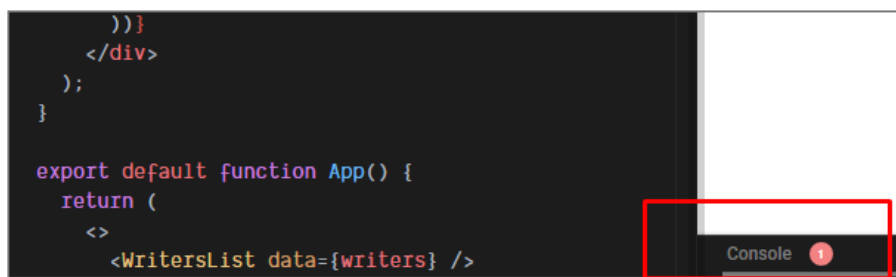 ))}
</div>
);
}
export default function App() {
return (
<>
<WritersList data={writers} />
Console 1